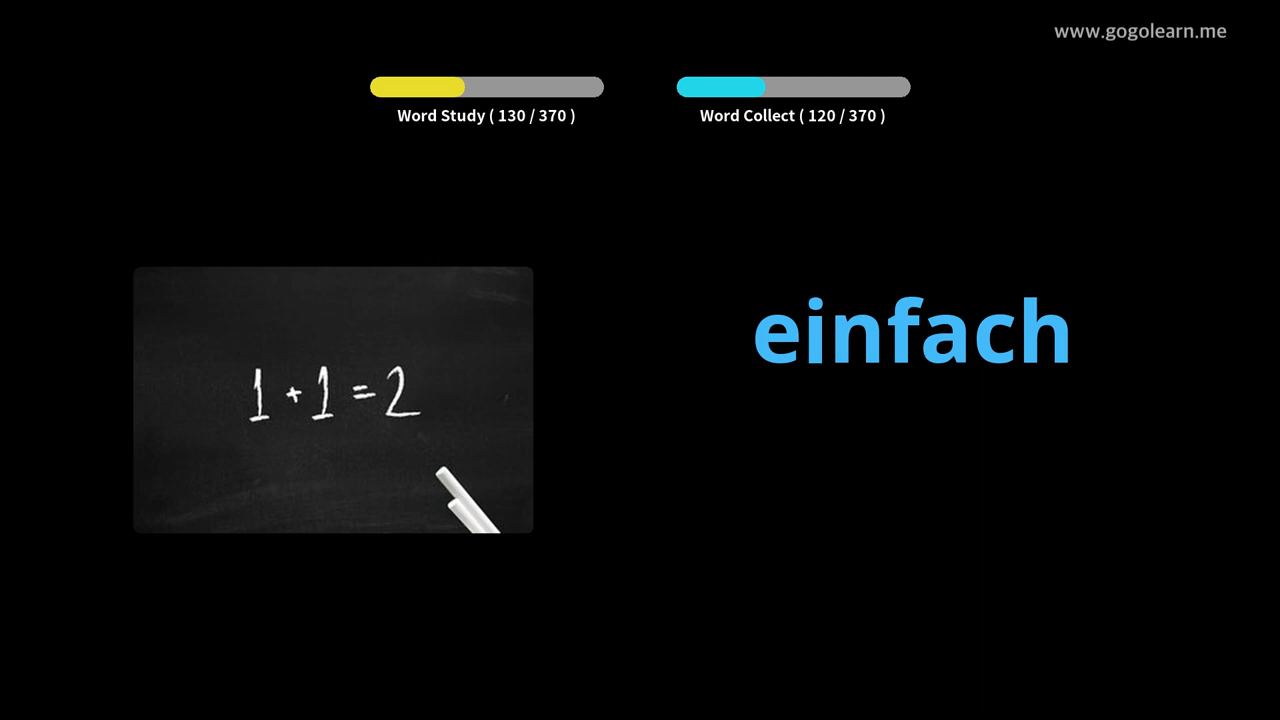 www.gogolearn.me
Word Study ( 130 / 370 )
Word Collect ( 120 / 370 )
1 + 1 = 2
einfach